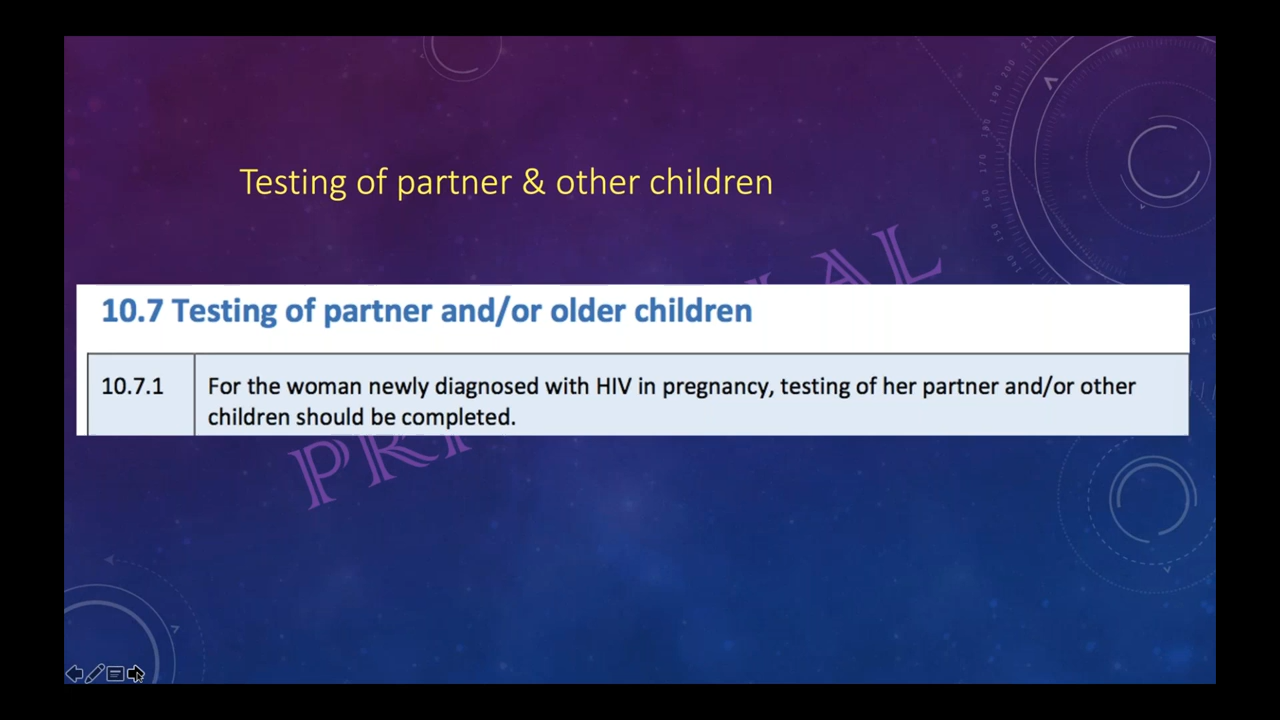 Testing of partner & other children
10.7 Testing of partner and/or older children
10.7.1 For the woman newly diagnosed with HIV in pregnancy, testing of her partner and/or other
children should be completed.